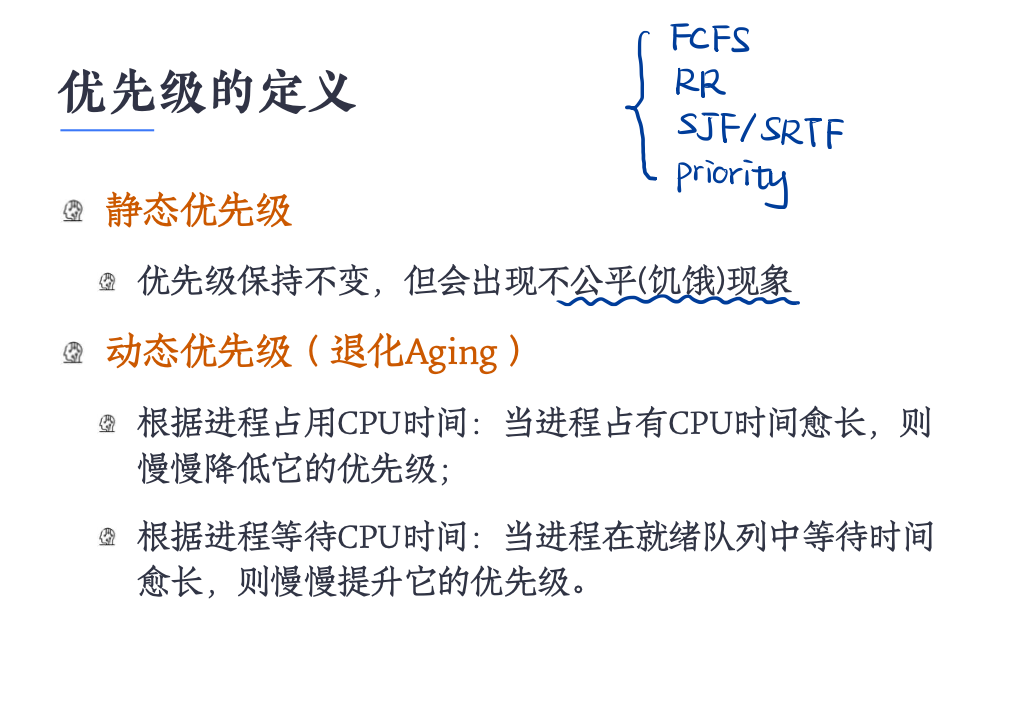 优先级的定义
FCFS
RR
SJF/SRTF
priority
静态优先级
优先级保持不变，但会出现不公平(饥饿)现象
动态优先级（退化Aging）
根据进程占用CPU时间：当进程占有CPU时间愈长，则
慢慢降低它的优先级；
根据进程等待CPU时间：当进程在就绪队列中等待时间
愈长，则慢慢提升它的优先级。